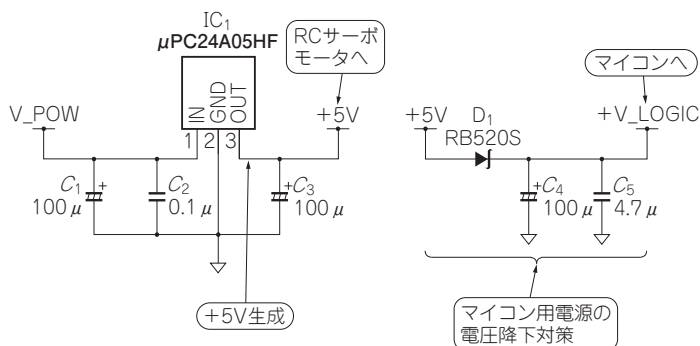 IC1
μPC24A05HF
IN
GND
OUT
1 2 3
V_POW
C1
+
100μ
C2
0.1μ
+C3
100μ
+5V
RCサーボ
モータへ
+5V生成
+5V
D1
RB520S
マイコンへ
+V_LOGIC
+C4
100μ
C5
4.7μ
マイコン用電源の
電圧降下対策